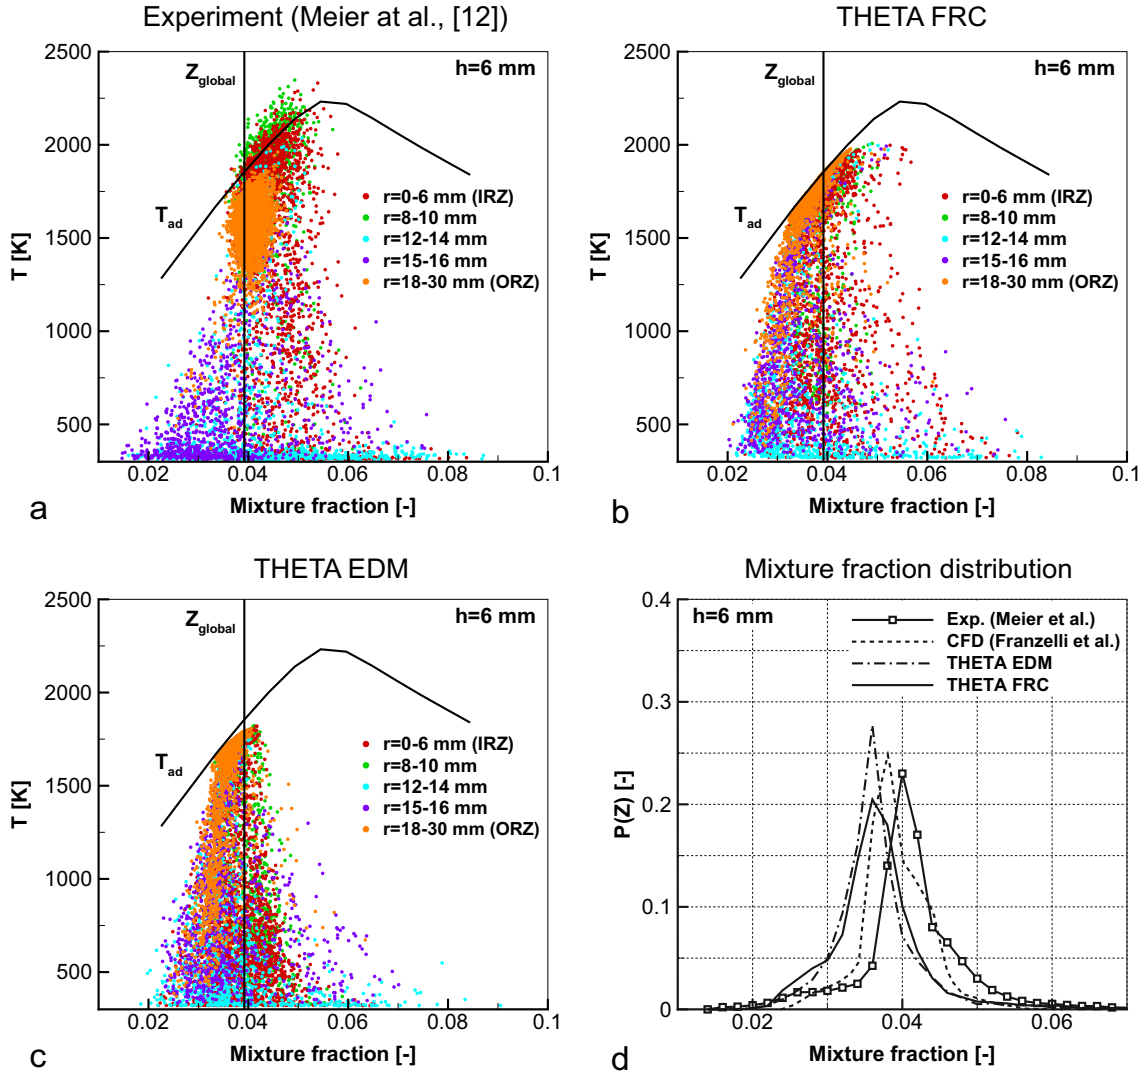 Experiment (Meier at al., [12])
2500
2000
1500
1000
500
T [K]
Z_global
h=6 mm
T_ad
r=0-6 mm (IRZ)
r=8-10 mm
r=12-14 mm
r=15-16 mm
r=18-30 mm (ORZ)
0.02 0.04 0.06 0.08 0.1
Mixture fraction [-]
a
THETA FRC
2500
2000
1500
1000
500
T [K]
Z_global
h=6 mm
T_ad
r=0-6 mm (IRZ)
r=8-10 mm
r=12-14 mm
r=15-16 mm
r=18-30 mm (ORZ)
0.02 0.04 0.06 0.08 0.1
Mixture fraction [-]
b
THETA EDM
2500
2000
1500
1000
500
T [K]
Z_global
h=6 mm
T_ad
r=0-6 mm (IRZ)
r=8-10 mm
r=12-14 mm
r=15-16 mm
r=18-30 mm (ORZ)
0.02 0.04 0.06 0.08 0.1
Mixture fraction [-]
c
Mixture fraction distribution
0.4
0.3
0.2
0.1
0
P(Z) [-]
h=6 mm
Exp. (Meier et al.)
CFD (Franzelli et al.)
THETA EDM
THETA FRC
0.02 0.04 0.06
Mixture fraction [-]
d